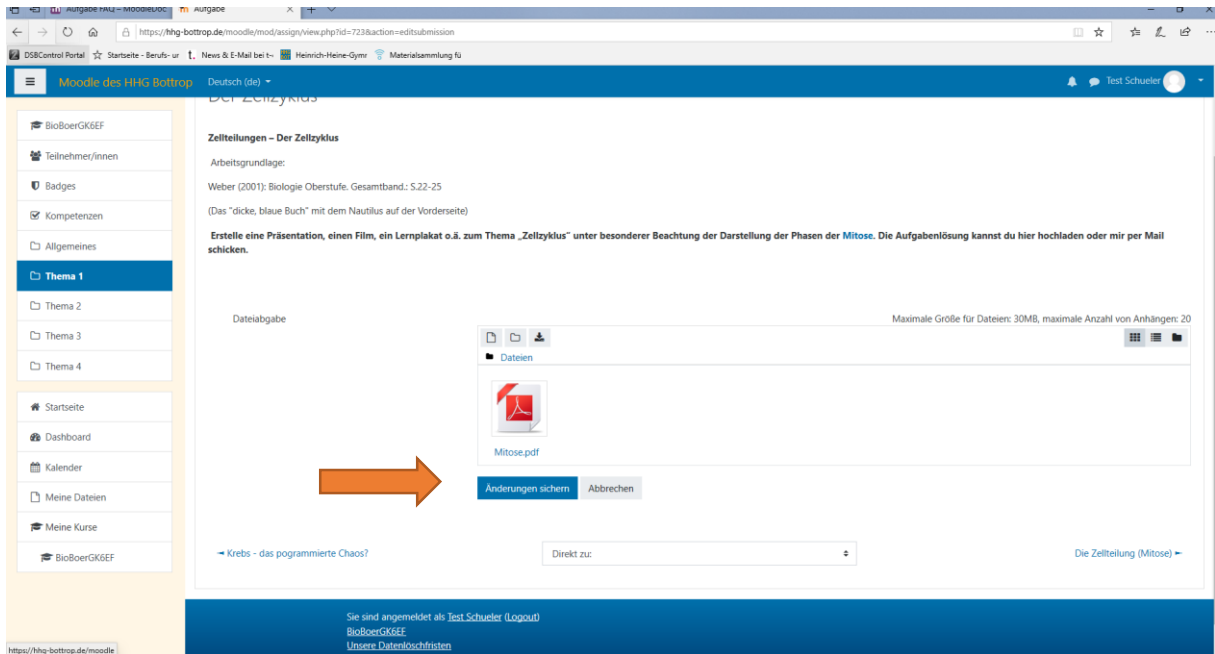 Aufgabe FAQ – MoodleDoc
Aufgabe
https://hhg-bottrop.de/moodle/mod/assign/view.php?id=723&action=editsubmission
DSBControl Portal
Startseite - Berufs- ur
News & E-Mail bei t-
Heinrich-Heine-Gymr
Materialsammlung fü
Moodle des HHG Bottrop
Deutsch (de)
Test Schueler
Der Zellzyklus
BioBoerGK6EF
Teilnehmer/innen
Badges
Kompetenzen
Allgemeines
Thema 1
Thema 2
Thema 3
Thema 4
Startseite
Dashboard
Kalender
Meine Dateien
Meine Kurse
BioBoerGK6EF
Zellteilungen – Der Zellzyklus
Arbeitsgrundlage:
Weber (2001): Biologie Oberstufe. Gesamtband.: S.22-25
(Das "dicke, blaue Buch" mit dem Nautilus auf der Vorderseite)
Erstelle eine Präsentation, einen Film, ein Lernplakat o.ä. zum Thema „Zellzyklus" unter besonderer Beachtung der Darstellung der Phasen der Mitose. Die Aufgabenlösung kannst du hier hochladen oder mir per Mail
schicken.
Dateiabgabe
Maximale Größe für Dateien: 30MB, maximale Anzahl von Anhängen: 20
Dateien
Mitose.pdf
Änderungen sichern
Abbrechen
◄ Krebs - das pogrammierte Chaos?
Direkt zu:
Die Zellteilung (Mitose) ►
Sie sind angemeldet als Test Schueler (Logout)
BioBoerGK6EF
Unsere Datenlöschfristen
https://hhg-bottrop.de/moodle